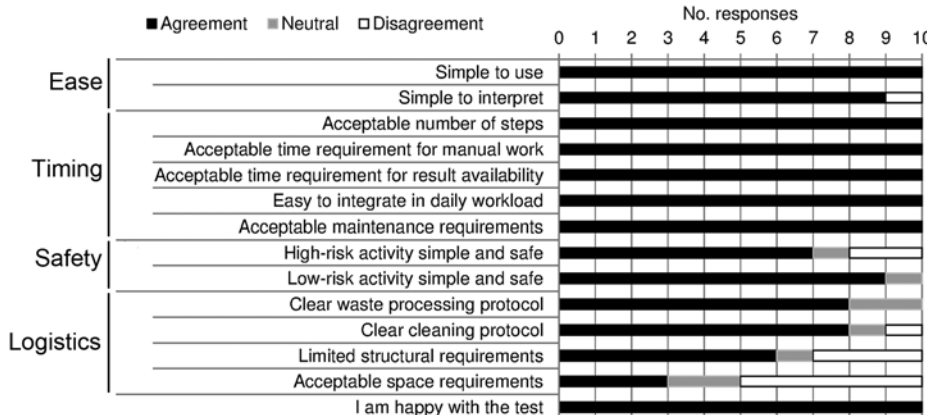 No. responses
■ Agreement ■ Neutral □ Disagreement
0 1 2 3 4 5 6 7 8 9 10
Ease
Simple to use
Simple to interpret
Timing
Acceptable number of steps
Acceptable time requirement for manual work
Acceptable time requirement for result availability
Easy to integrate in daily workload
Acceptable maintenance requirements
Safety
High-risk activity simple and safe
Low-risk activity simple and safe
Logistics
Clear waste processing protocol
Clear cleaning protocol
Limited structural requirements
Acceptable space requirements
I am happy with the test